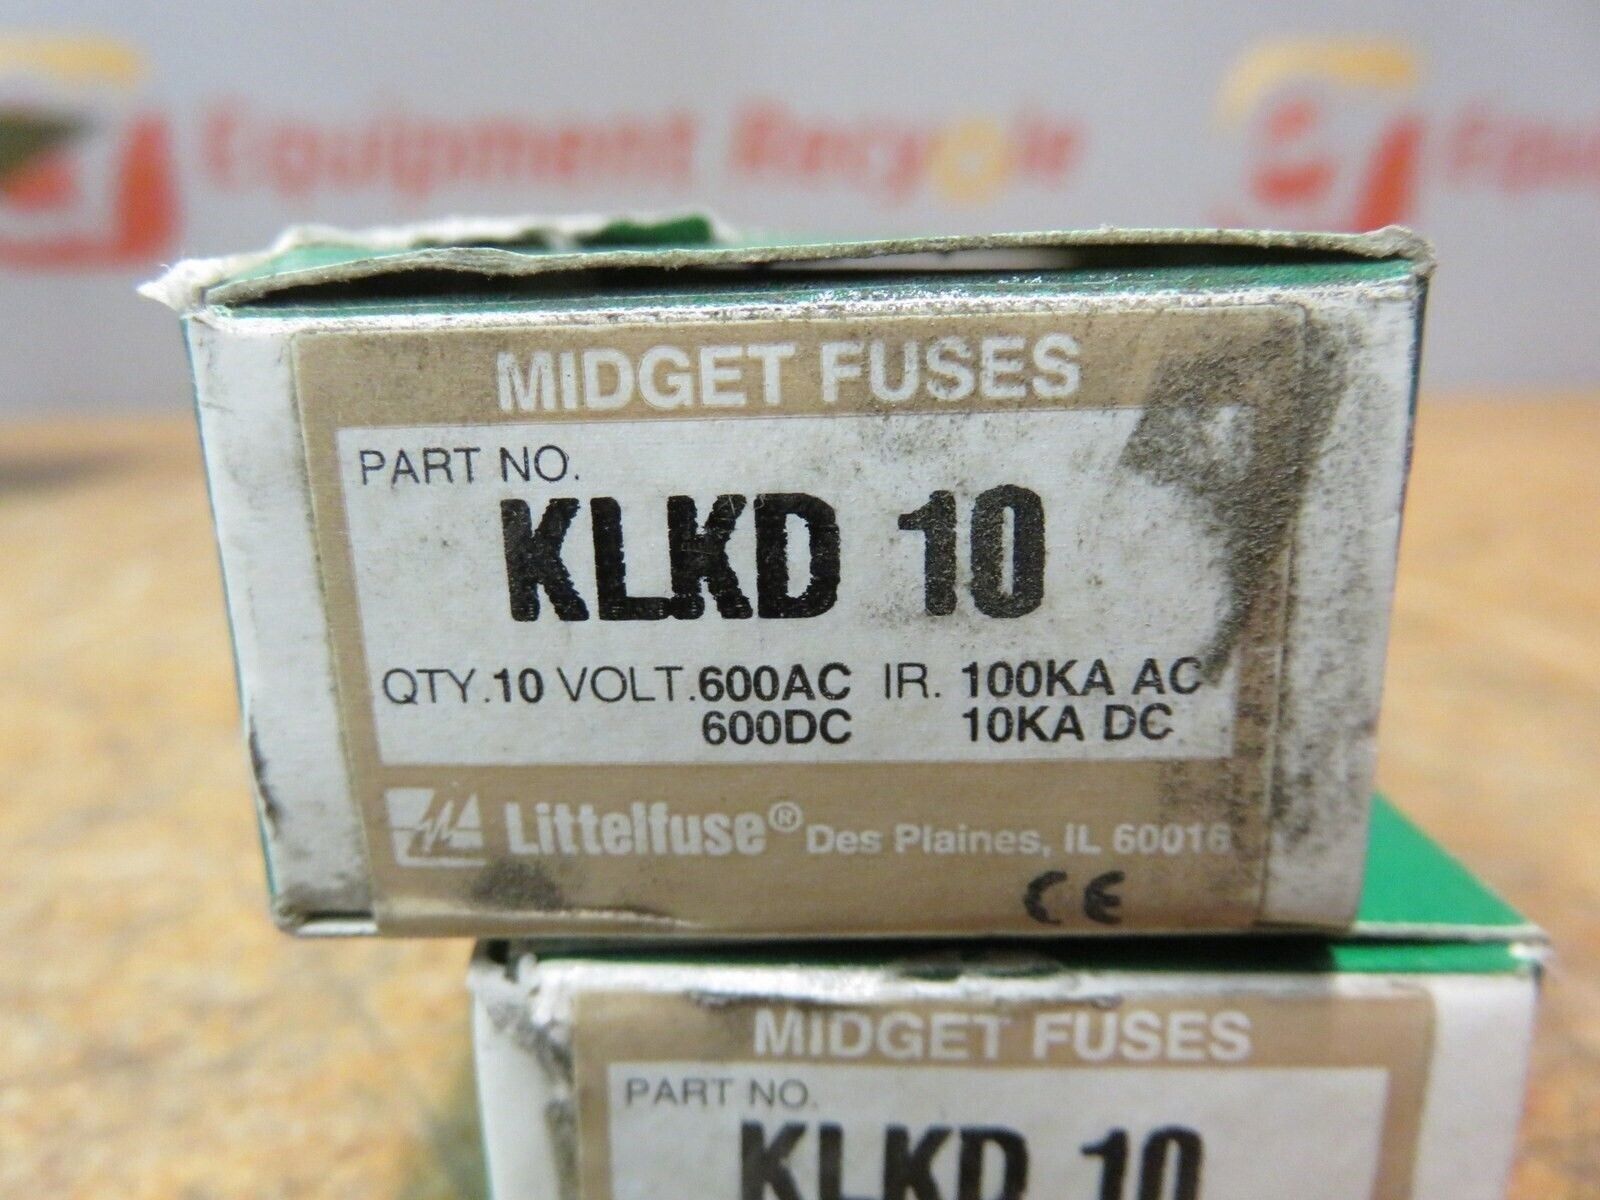 Equipment Recycle
MIDGET FUSES
PART NO.
KLKD 10
QTY.10 VOLT.600AC IR. 100KA AC
600DC 10KA DC
Littelfuse® Des Plaines, IL 60016
CE
MIDGET FUSES
PART NO.
KLKD 10